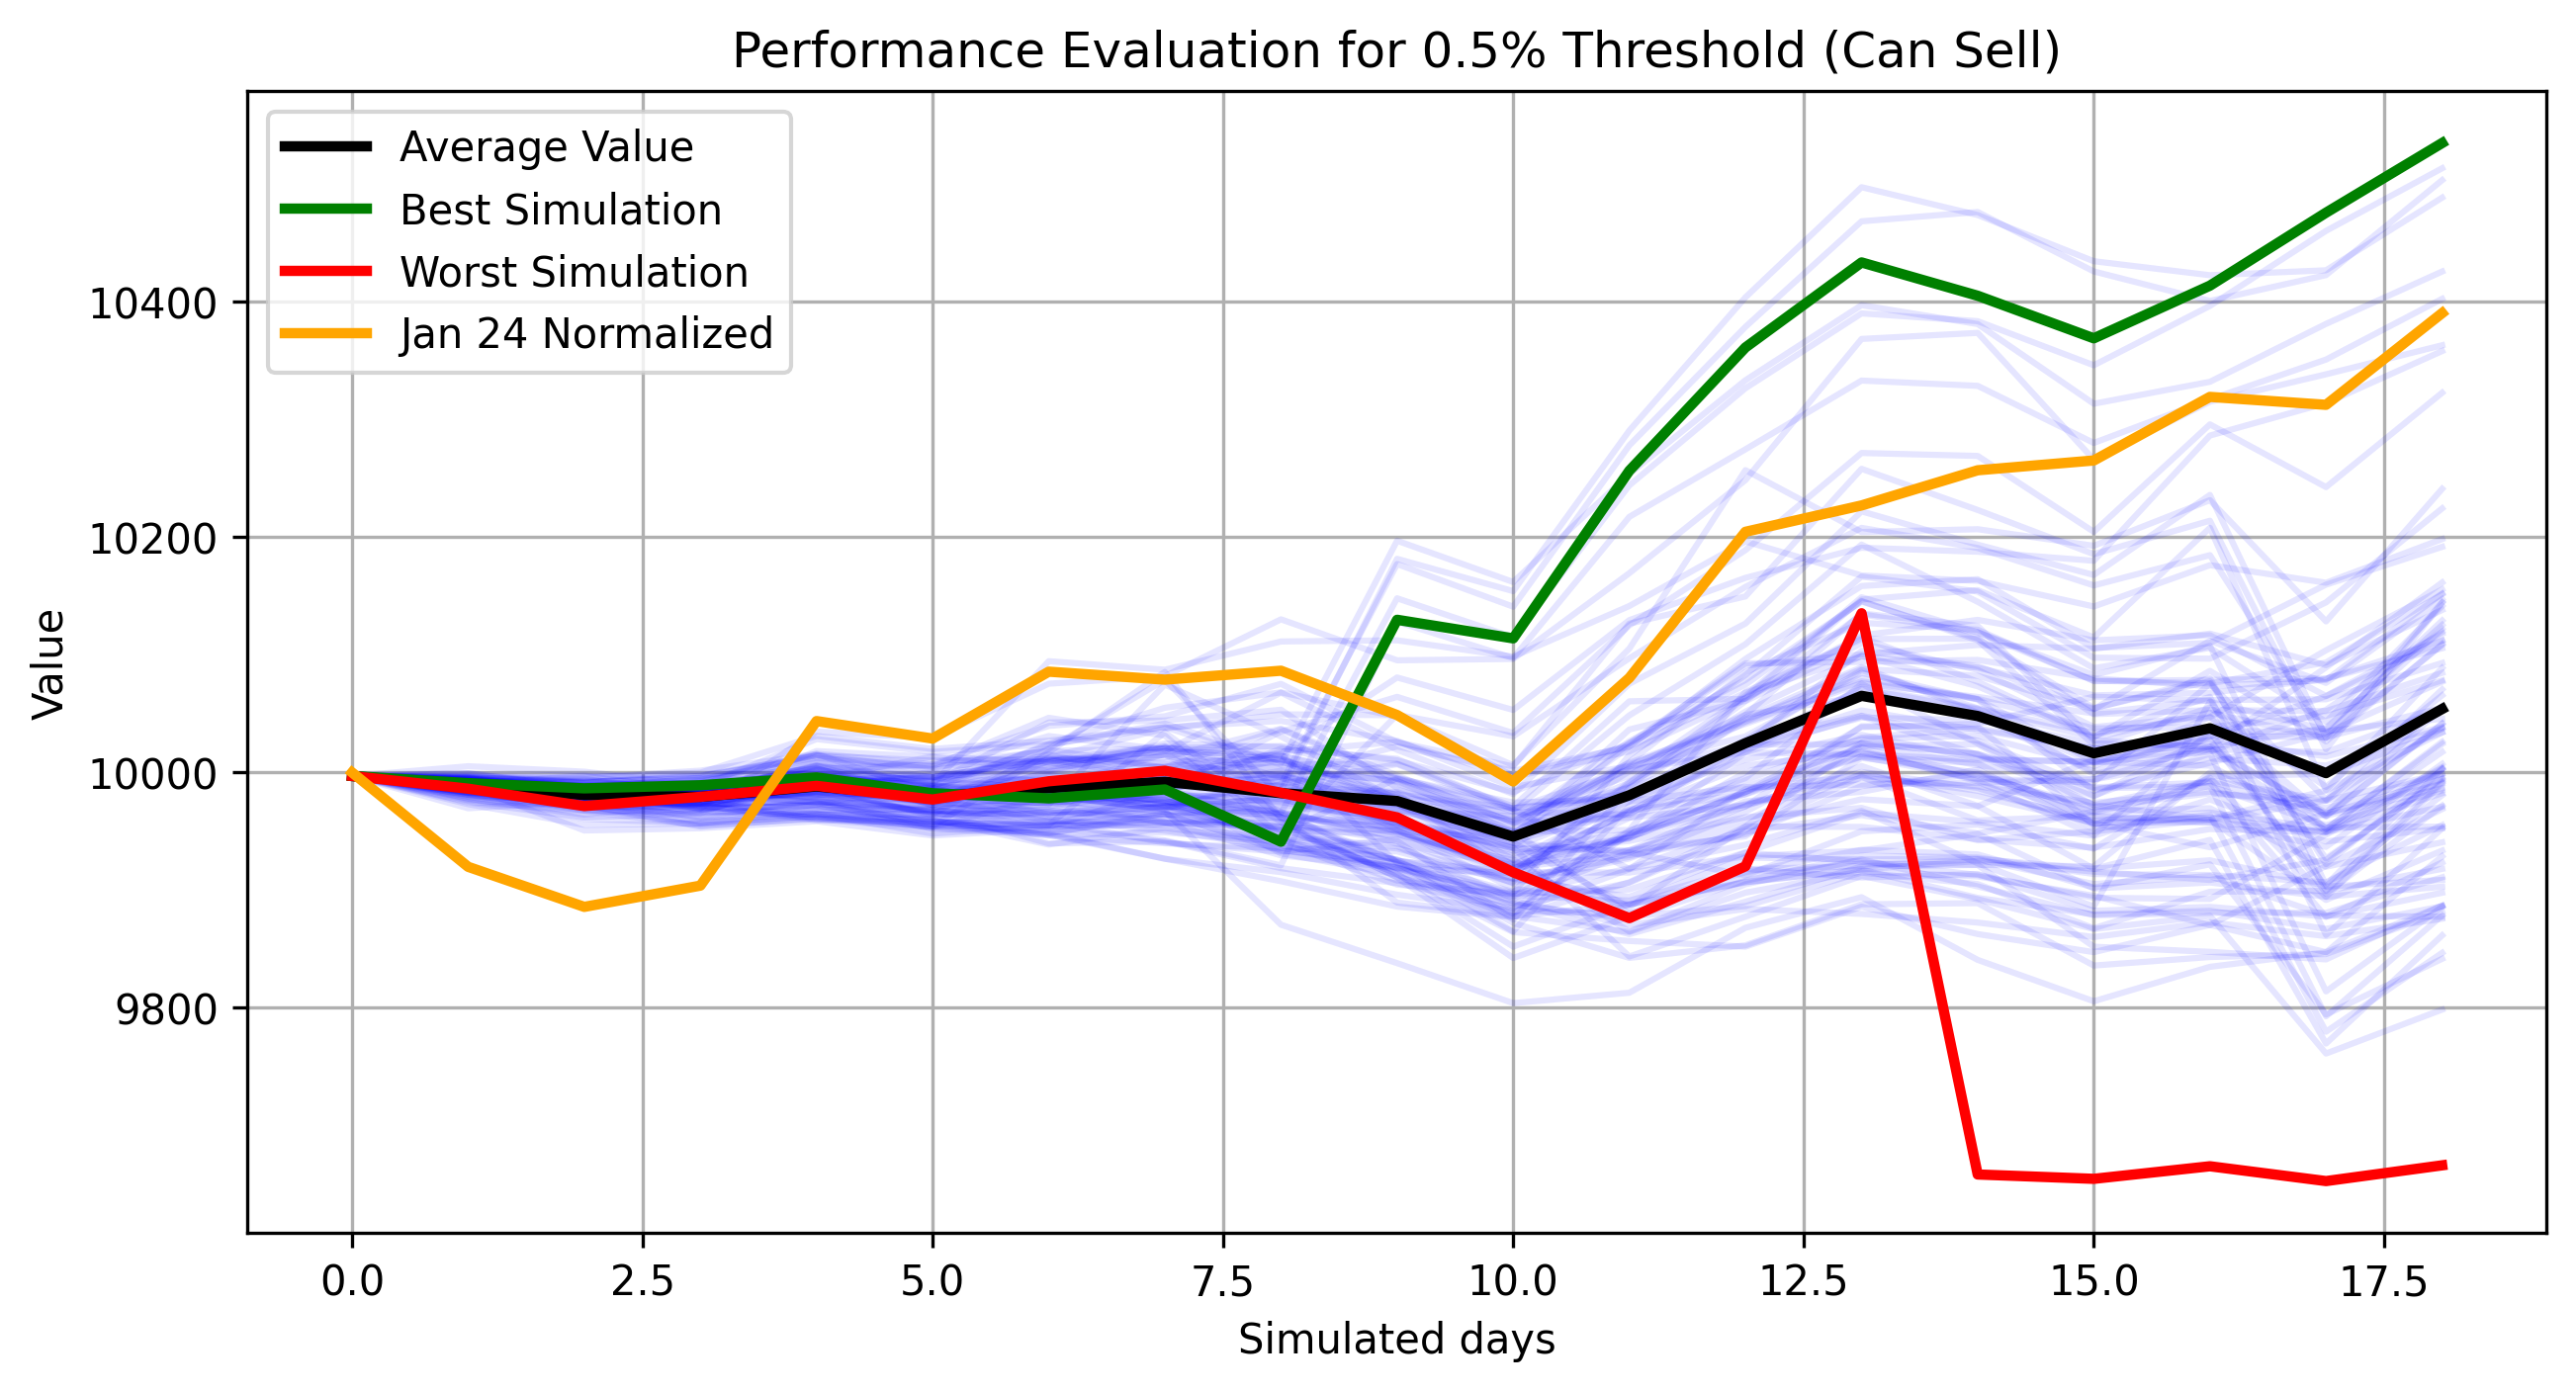 Performance Evaluation for 0.5% Threshold (Can Sell)
Average Value
Best Simulation
Worst Simulation
Jan 24 Normalized
10400
10200
10000
9800
Value
0.0 2.5 5.0 7.5 10.0 12.5 15.0 17.5
Simulated days